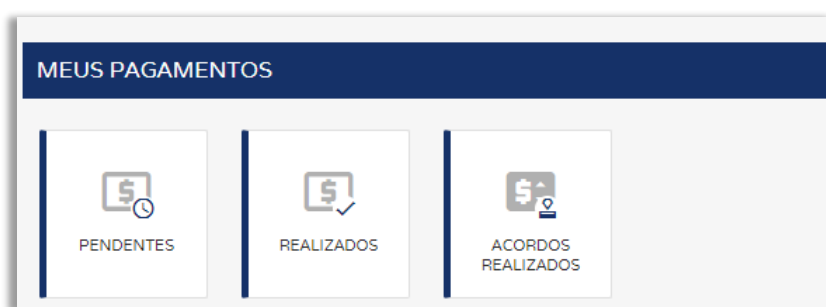 MEUS PAGAMENTOS
PENDENTES
REALIZADOS
ACORDOS
REALIZADOS